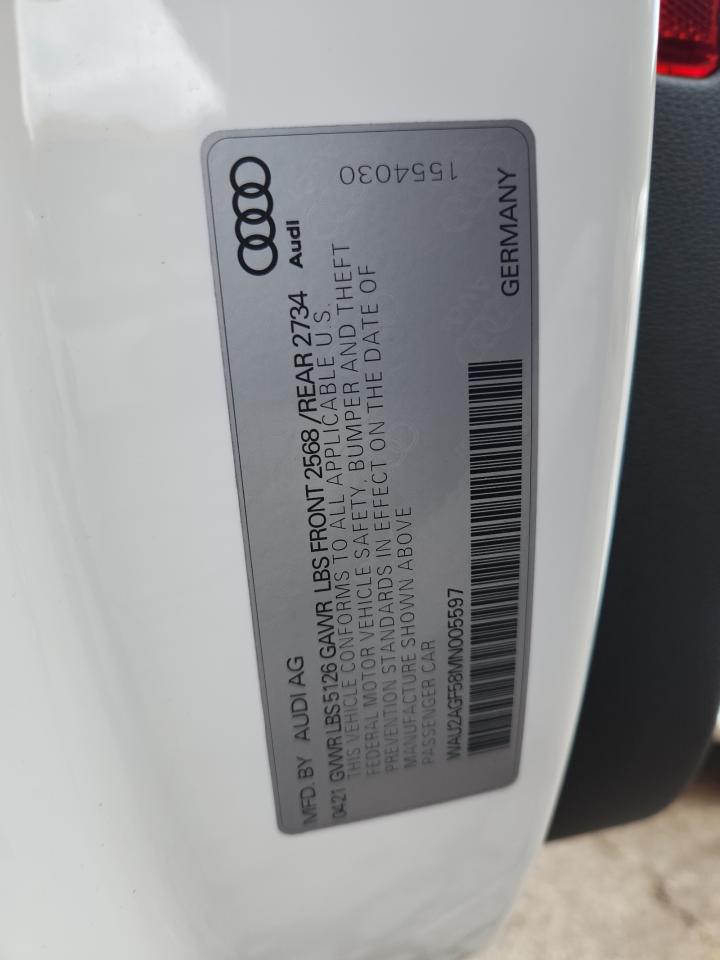 MFD. BY AUDI AG
Audi
0421 GVWR LBS 5126 GAWR LBS FRONT 2568 /REAR 2734
THIS VEHICLE CONFORMS TO ALL APPLICABLE U.S.
FEDERAL MOTOR VEHICLE SAFETY, BUMPER AND THEFT
PREVENTION STANDARDS IN EFFECT ON THE DATE OF
MANUFACTURE SHOWN ABOVE
PASSENGER CAR
1554030
WAU2AGF58MN005597
GERMANY